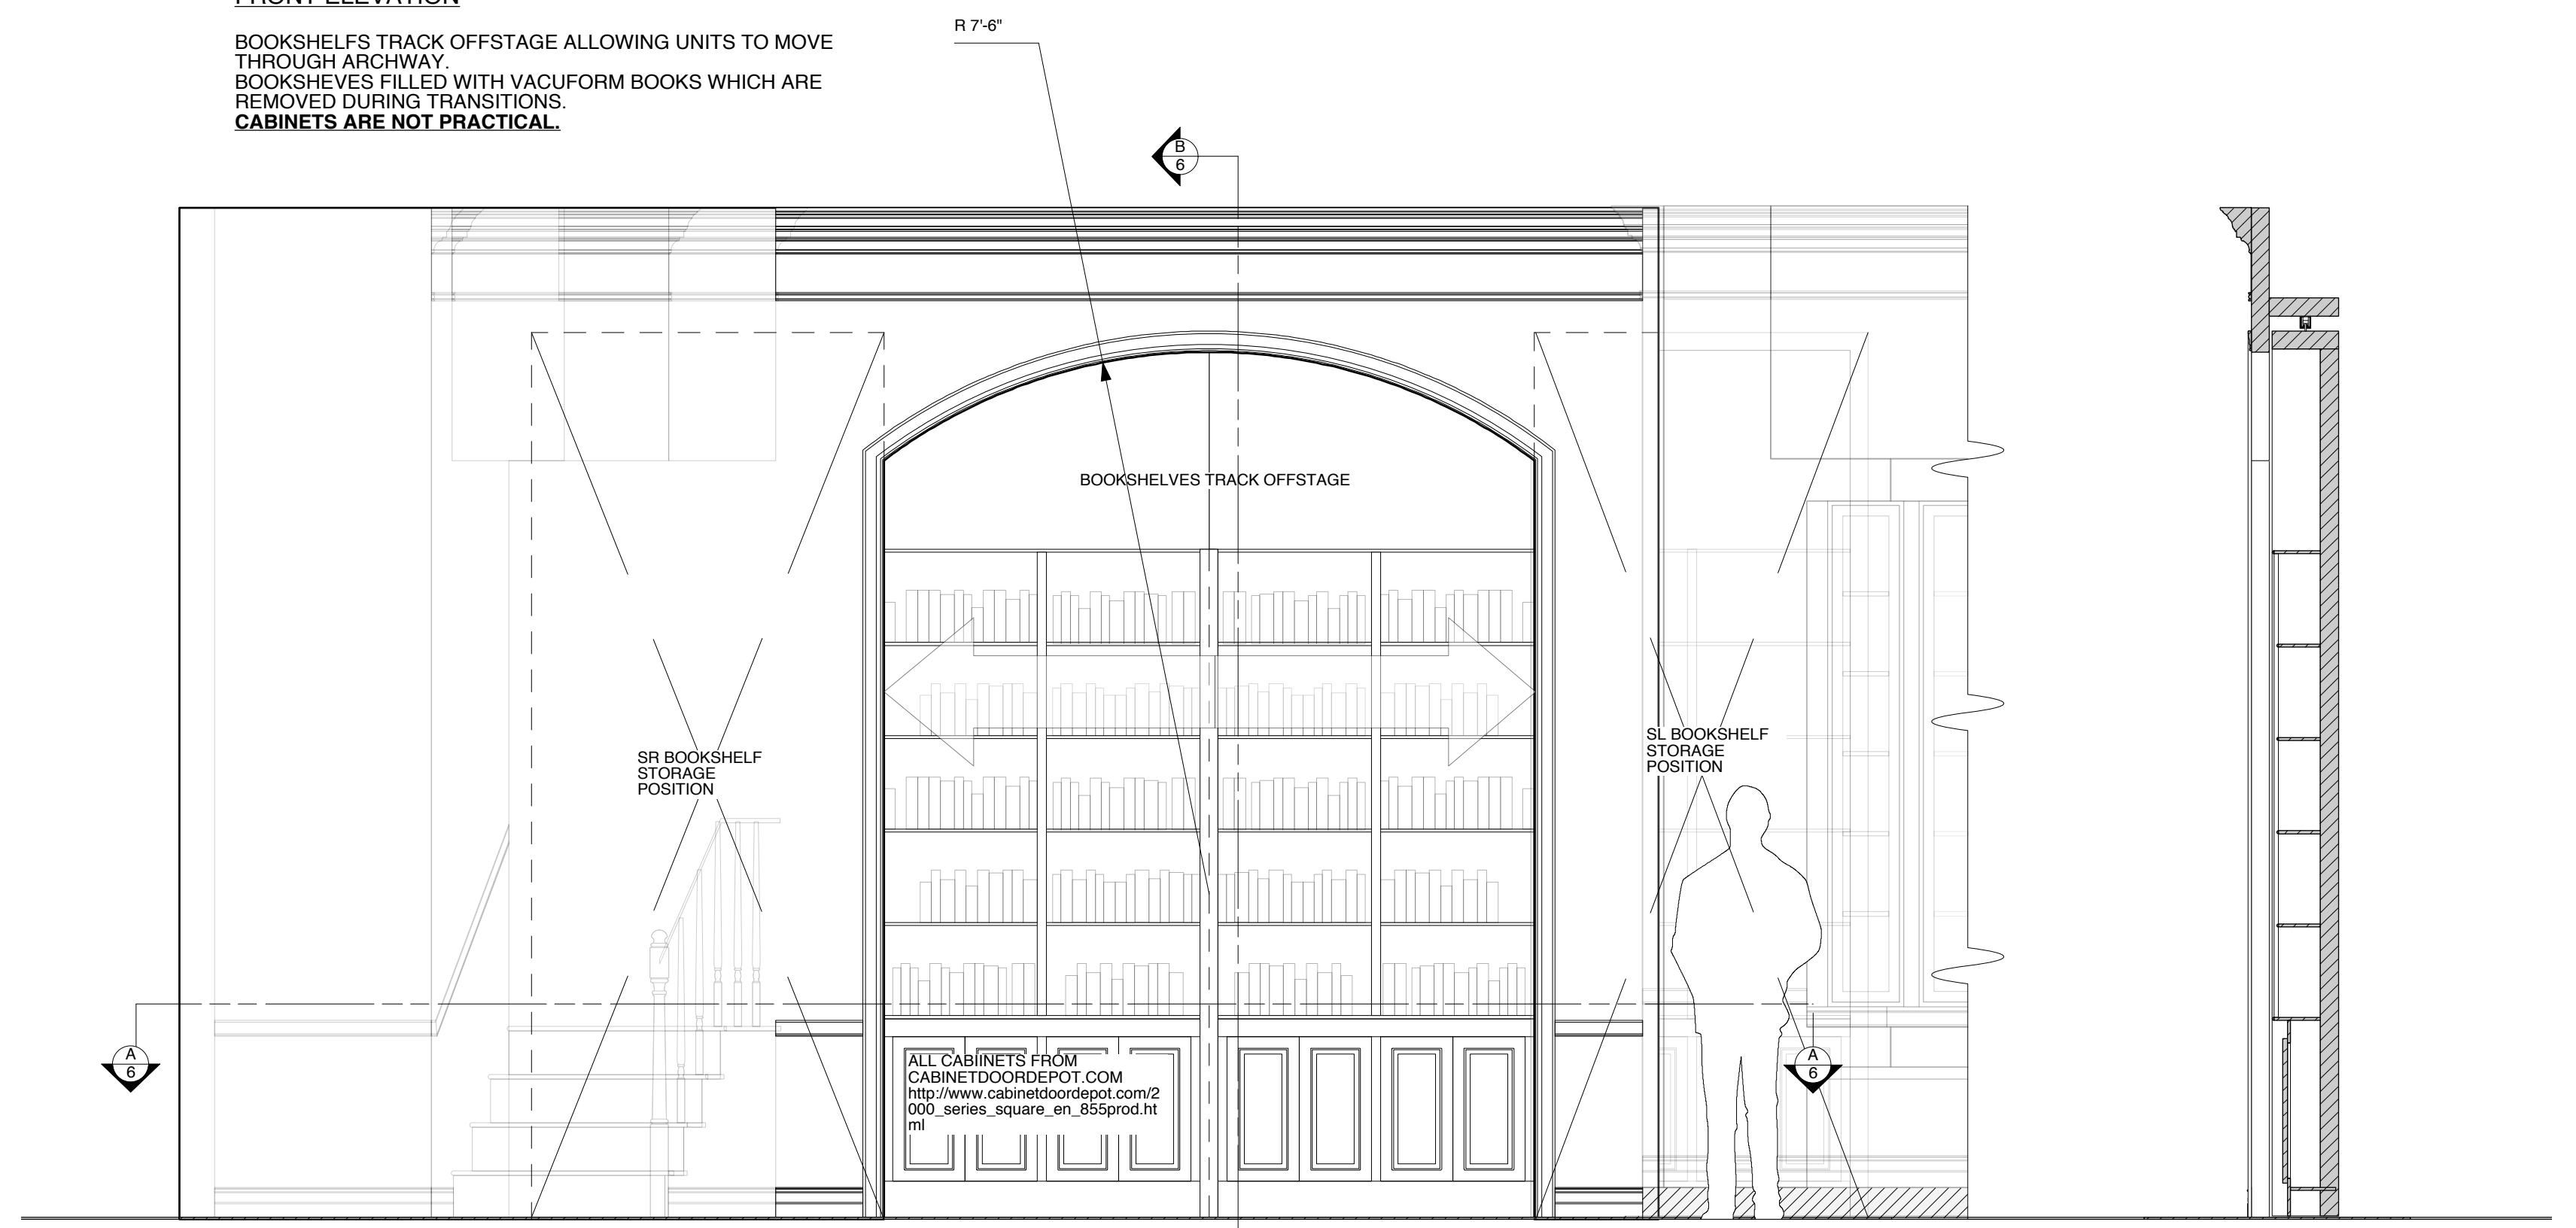 FRONT ELEVATION
BOOKSHELFS TRACK OFFSTAGE ALLOWING UNITS TO MOVE
THROUGH ARCHWAY.
BOOKSHEVES FILLED WITH VACUFORM BOOKS WHICH ARE
REMOVED DURING TRANSITIONS.
CABINETS ARE NOT PRACTICAL.
R 7'-6"
B
6
BOOKSHELVES TRACK OFFSTAGE
SR BOOKSHELF
STORAGE
POSITION
SL BOOKSHELF
STORAGE
POSITION
A
6
ALL CABIINETS FROM
CABINETDOORDEPOT.COM
http://www.cabinetdoordepot.com/2
000_series_square_en_855prod.ht
ml
A
6